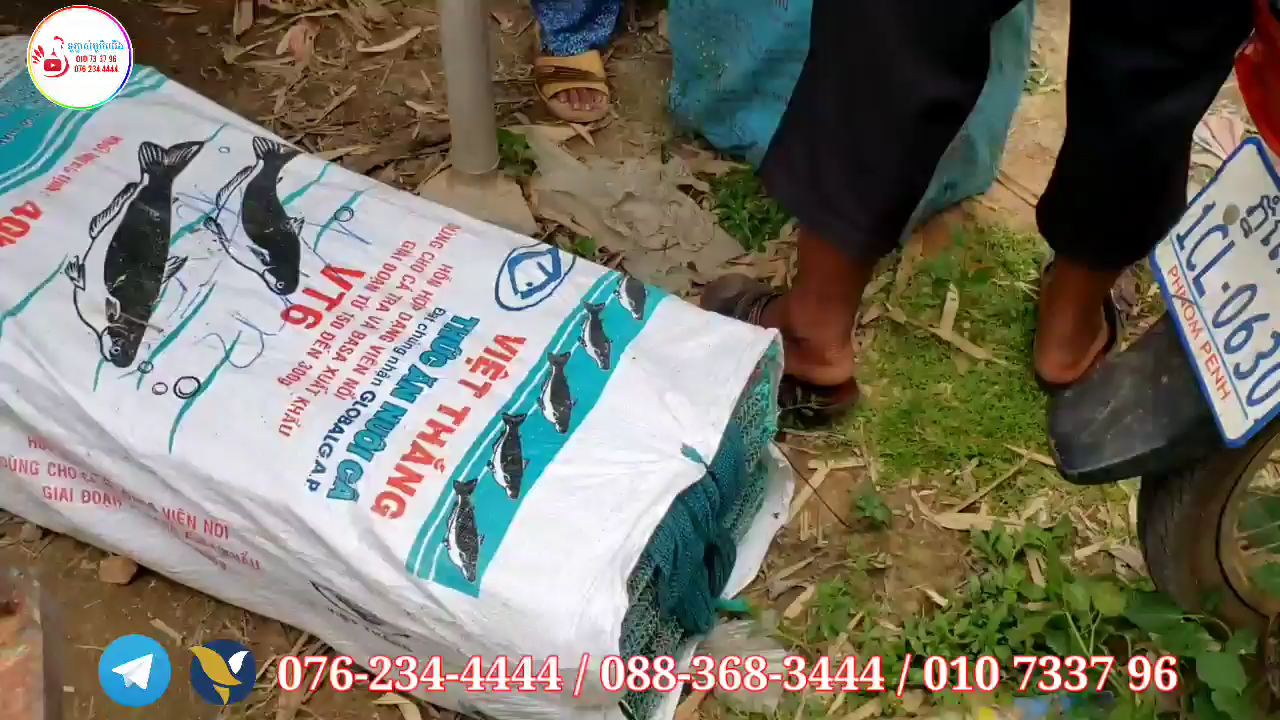 010 73 37 96
076 234 4444
40
VT6
DÙNG CHO CÁ TRA VÀ BASA XUẤT KHẨU
GIAI ĐOẠN TỪ 150 ĐẾN 300g
HỖN HỢP DẠNG VIÊN NỔI
Đạt chứng nhận GLOBALG.A.P
THỨC ĂN NUÔI CÁ
VIỆT THẮNG
DÙNG CHO
VIÊN NỔI
GIAI ĐOẠN
1CL-0630
PHNOM PENH
076-234-4444 / 088-368-3444 / 010 7337 96